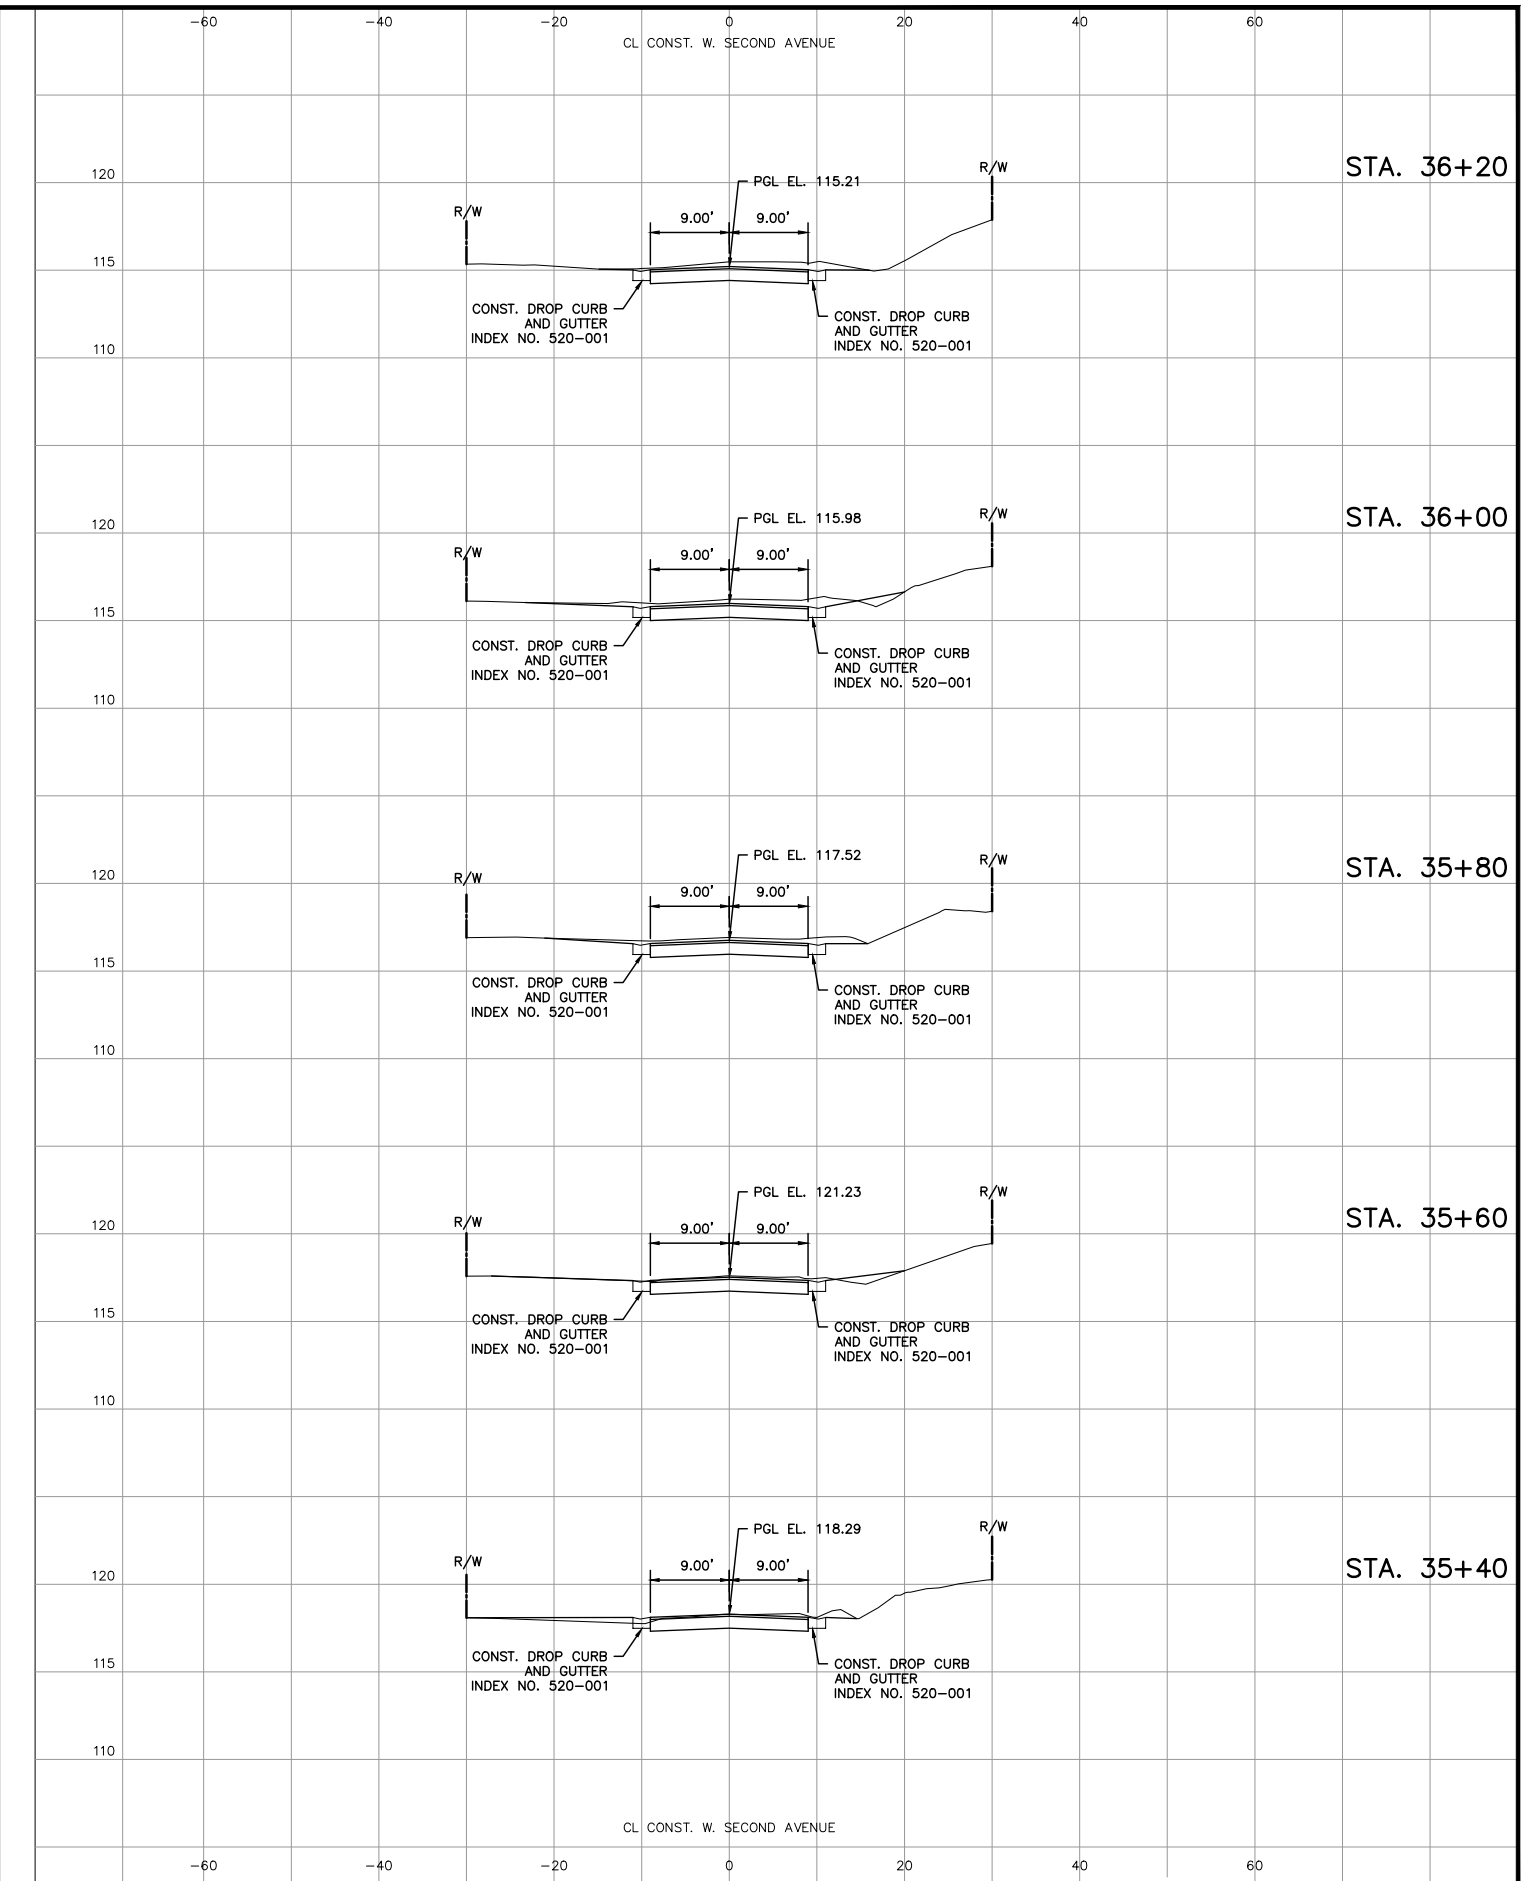 -60 -40 -20 0 20 40 60
CL CONST. W. SECOND AVENUE
STA. 36+20
R/W
120
PGL EL. 115.21
R/W
9.00' 9.00'
115
CONST. DROP CURB
AND GUTTER
INDEX NO. 520-001
CONST. DROP CURB
AND GUTTER
INDEX NO. 520-001
110
STA. 36+00
R/W
120
PGL EL. 115.98
R/W
9.00' 9.00'
115
CONST. DROP CURB
AND GUTTER
INDEX NO. 520-001
CONST. DROP CURB
AND GUTTER
INDEX NO. 520-001
110
STA. 35+80
R/W
120
PGL EL. 117.52
R/W
9.00' 9.00'
115
CONST. DROP CURB
AND GUTTER
INDEX NO. 520-001
CONST. DROP CURB
AND GUTTER
INDEX NO. 520-001
110
STA. 35+60
R/W
120
PGL EL. 121.23
R/W
9.00' 9.00'
115
CONST. DROP CURB
AND GUTTER
INDEX NO. 520-001
CONST. DROP CURB
AND GUTTER
INDEX NO. 520-001
110
STA. 35+40
R/W
120
PGL EL. 118.29
R/W
9.00' 9.00'
115
CONST. DROP CURB
AND GUTTER
INDEX NO. 520-001
CONST. DROP CURB
AND GUTTER
INDEX NO. 520-001
110
CL CONST. W. SECOND AVENUE
-60 -40 -20 0 20 40 60